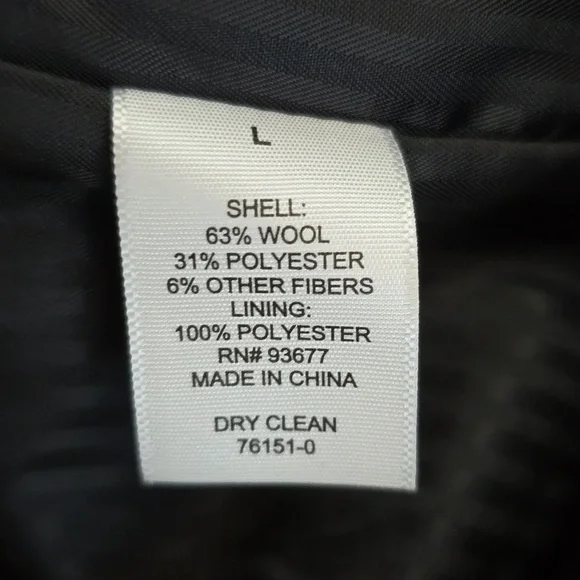 L
SHELL:
63% WOOL
31% POLYESTER
6% OTHER FIBERS
LINING:
100% POLYESTER
RN# 93677
MADE IN CHINA
DRY CLEAN
76151-0